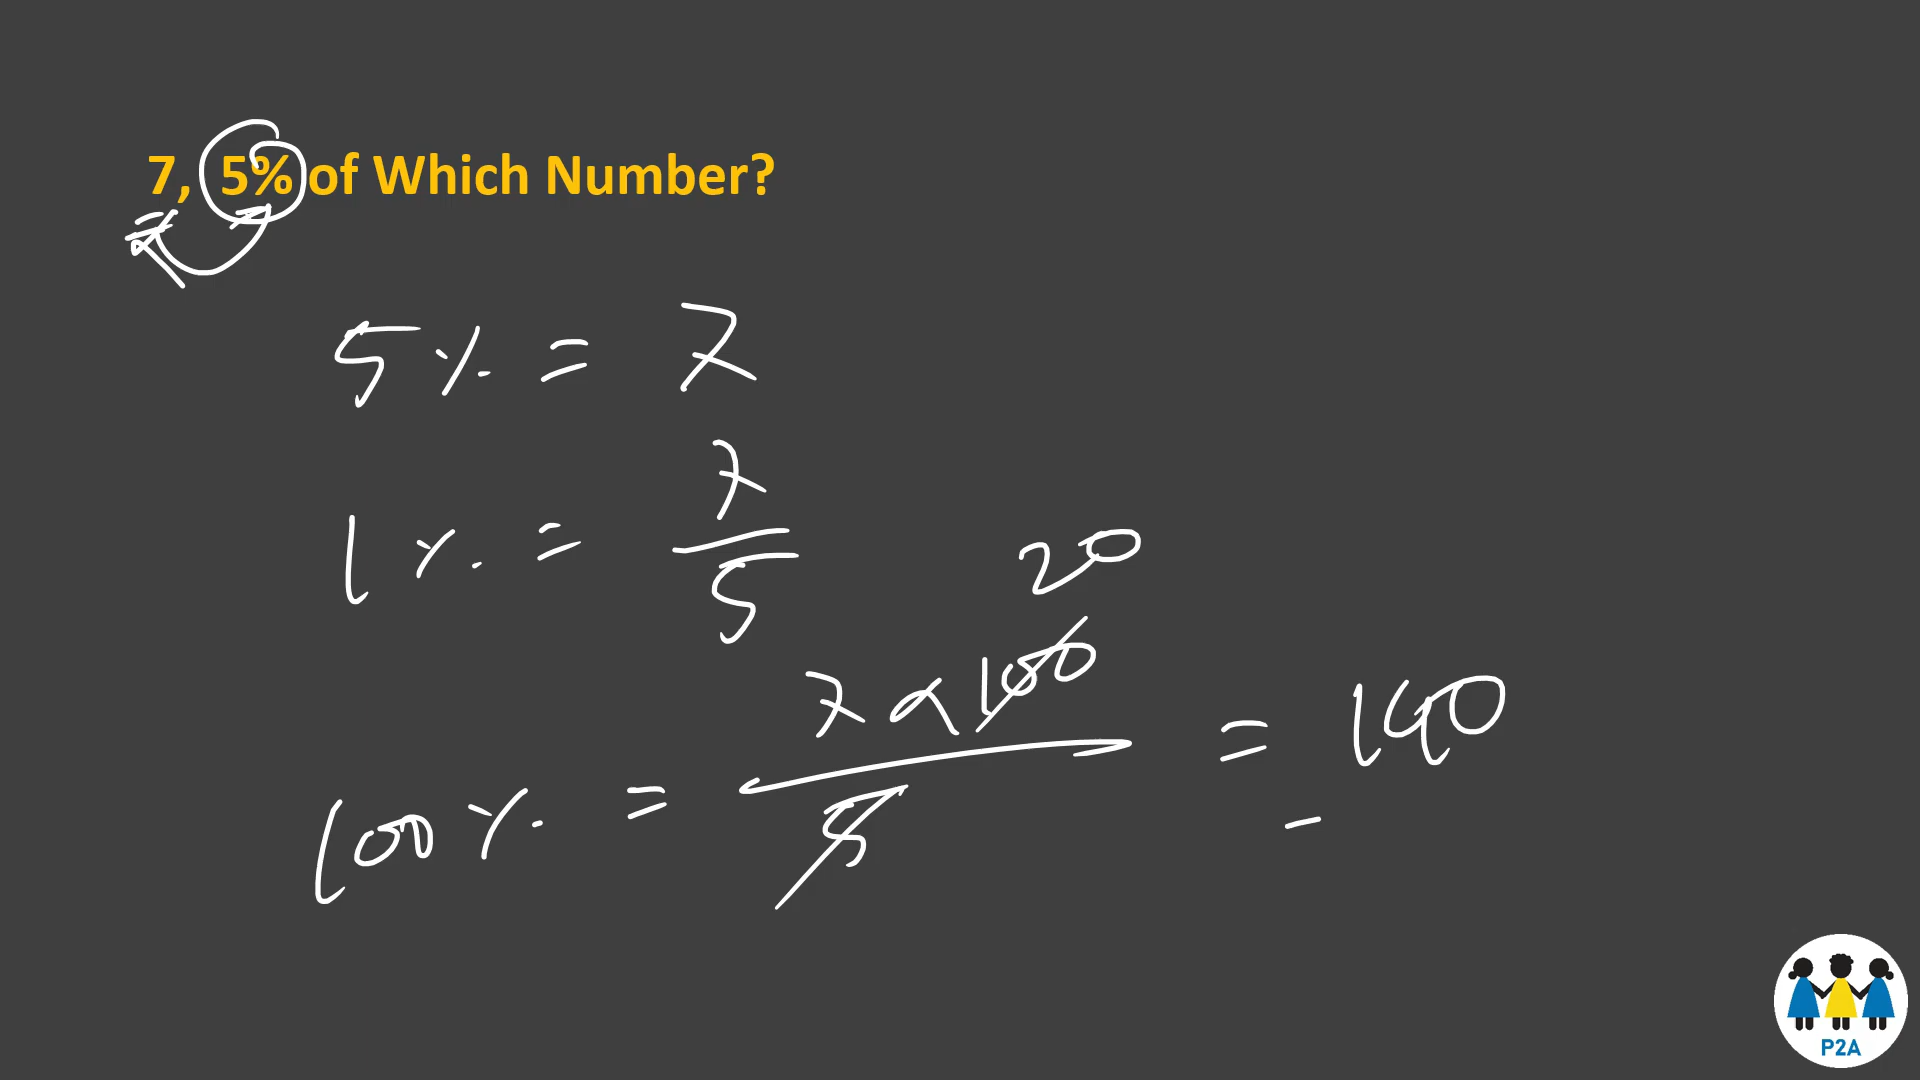 7, 5% of Which Number?
5% = 7
1% = 7/5
20
100% = 7 x 100 / 5 = 140
P2A